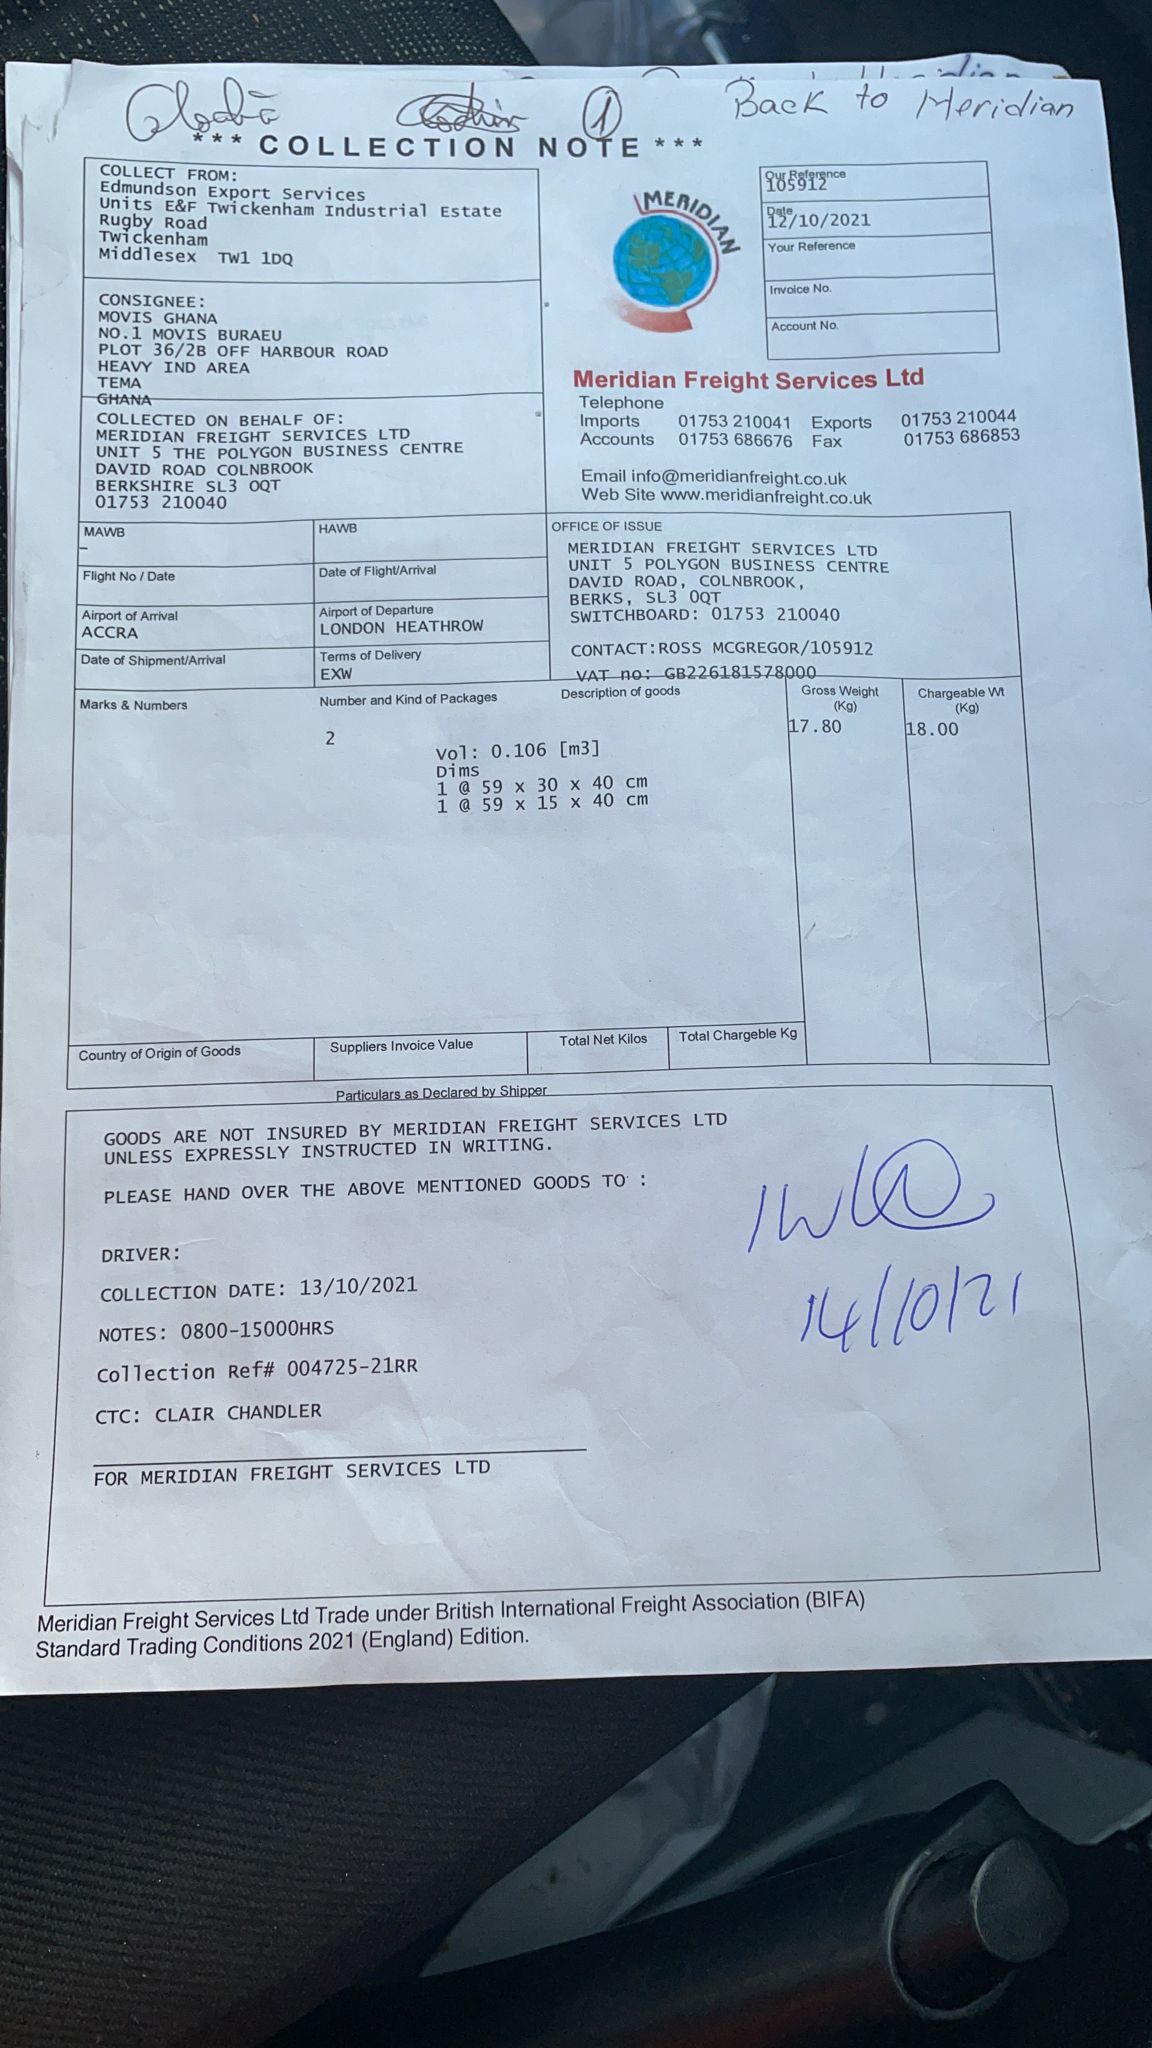 1 Back to Meridian
*** COLLECTION NOTE ***
COLLECT FROM:
Edmundson Export Services
Units E&F Twickenham Industrial Estate
Rugby Road
Twickenham
Middlesex TW1 1DQ
CONSIGNEE:
MOVIS GHANA
NO.1 MOVIS BURAEU
PLOT 36/2B OFF HARBOUR ROAD
HEAVY IND AREA
TEMA
GHANA
COLLECTED ON BEHALF OF:
MERIDIAN FREIGHT SERVICES LTD
UNIT 5 THE POLYGON BUSINESS CENTRE
DAVID ROAD COLNBROOK
BERKSHIRE SL3 0QT
01753 210040
MERIDIAN
Our Reference
105912
Date
12/10/2021
Your Reference
Invoice No.
Account No.
Meridian Freight Services Ltd
Telephone
Imports 01753 210041 Exports 01753 210044
Accounts 01753 686676 Fax 01753 686853
Email info@meridianfreight.co.uk
Web Site www.meridianfreight.co.uk
MAWB
–
HAWB
Flight No / Date
Date of Flight/Arrival
Airport of Arrival
ACCRA
Airport of Departure
LONDON HEATHROW
Date of Shipment/Arrival
Terms of Delivery
EXW
OFFICE OF ISSUE
MERIDIAN FREIGHT SERVICES LTD
UNIT 5 POLYGON BUSINESS CENTRE
DAVID ROAD, COLNBROOK,
BERKS, SL3 0QT
SWITCHBOARD: 01753 210040
CONTACT:ROSS MCGREGOR/105912
VAT no: GB226181578000
Marks & Numbers
Number and Kind of Packages
Description of goods
Gross Weight
(Kg)
Chargeable Wt
(Kg)
2
17.80
18.00
Vol: 0.106 [m3]
Dims
1 @ 59 x 30 x 40 cm
1 @ 59 x 15 x 40 cm
Country of Origin of Goods
Suppliers Invoice Value
Total Net Kilos
Total Chargeable Kg
Particulars as Declared by Shipper
GOODS ARE NOT INSURED BY MERIDIAN FREIGHT SERVICES LTD
UNLESS EXPRESSLY INSTRUCTED IN WRITING.
PLEASE HAND OVER THE ABOVE MENTIONED GOODS TO :
DRIVER:
COLLECTION DATE: 13/10/2021
NOTES: 0800-15000HRS
Collection Ref# 004725-21RR
CTC: CLAIR CHANDLER
14/10/21
FOR MERIDIAN FREIGHT SERVICES LTD
Meridian Freight Services Ltd Trade under British International Freight Association (BIFA)
Standard Trading Conditions 2021 (England) Edition.